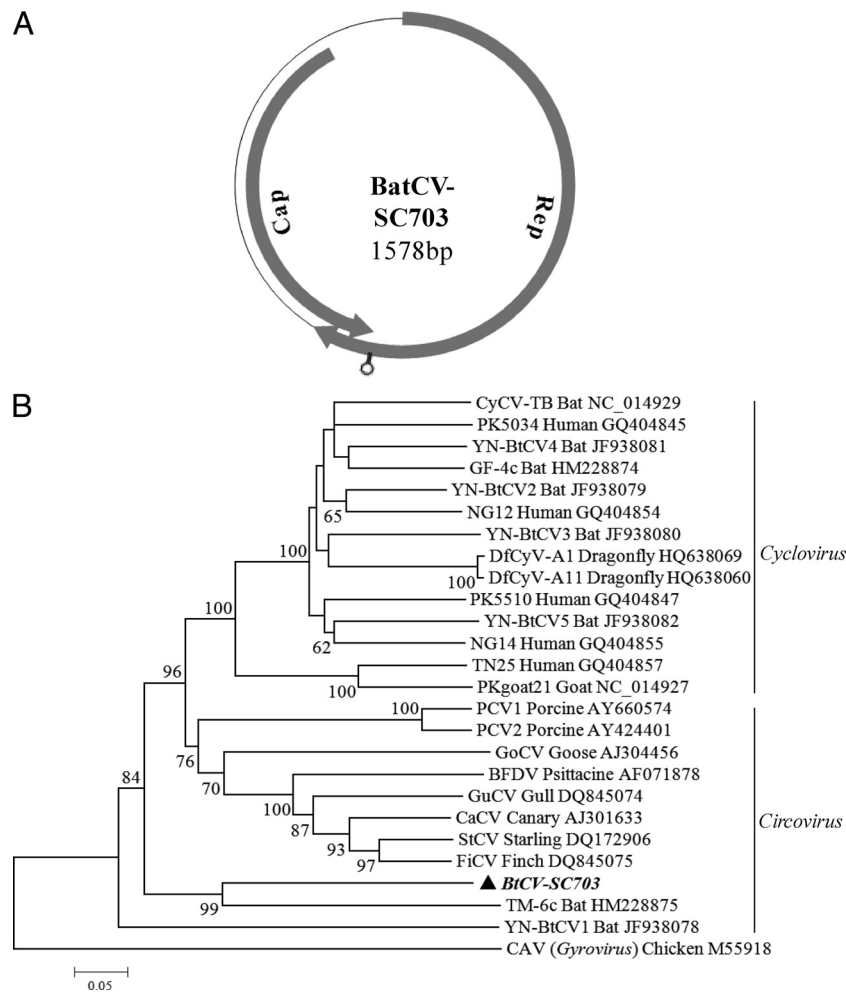 A
BatCV-
SC703
1578bp
Cap
Rep
B
CyCV-TB Bat NC_014929
PK5034 Human GQ404845
YN-BtCV4 Bat JF938081
GF-4c Bat HM228874
YN-BtCV2 Bat JF938079
65
NG12 Human GQ404854
YN-BtCV3 Bat JF938080
100
DfCyV-A1 Dragonfly HQ638069
Cyclovirus
100
DfCyV-A11 Dragonfly HQ638060
100
PK5510 Human GQ404847
YN-BtCV5 Bat JF938082
62
NG14 Human GQ404855
TN25 Human GQ404857
96
100
PKgoat21 Goat NC_014927
100
PCV1 Porcine AY660574
PCV2 Porcine AY424401
76
GoCV Goose AJ304456
84
70
BFDV Psittacine AF071878
100
GuCV Gull DQ845074
87
CaCV Canary AJ301633
Circovirus
93
StCV Starling DQ172906
97
FiCV Finch DQ845075
▲ BtCV-SC703
99
TM-6c Bat HM228875
YN-BtCV1 Bat JF938078
CAV (Gyrovirus) Chicken M55918
0.05